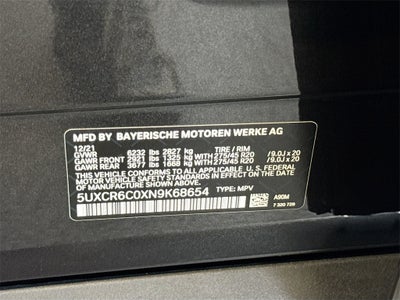 MFD BY BAYERISCHE MOTOREN WERKE AG
12/21 TIRE / RIM
GVWR 6232 lbs 2827 kg
GAWR FRONT 2921 lbs 1325 kg WITH 275/45 R20 /9.0J x 20
GAWR REAR 3677 lbs 1668 kg WITH 275/45 R20 /9.0J x 20
THIS VEHICLE CONFORMS TO ALL APPLICABLE U.S. FEDERAL
MOTOR VEHICLE SAFETY STANDARDS IN EFFECT ON THE
DATE OF MANUFACTURE SHOWN ABOVE.
5UXCR6C0XN9K68654 TYPE: MPV A90M
7 320 729